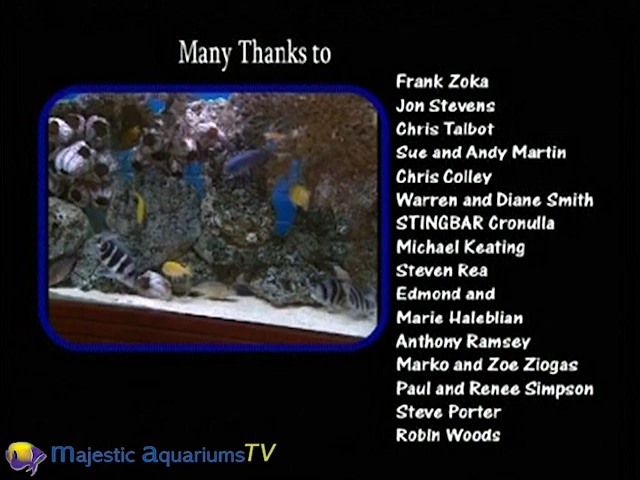 Many Thanks to
Frank Zoka
Jon Stevens
Chris Talbot
Sue and Andy Martin
Chris Colley
Warren and Diane Smith
STINGBAR Cronulla
Michael Keating
Steven Rea
Edmond and
Marie Haleblian
Anthony Ramsey
Marko and Zoe Ziogas
Paul and Renee Simpson
Steve Porter
Robin Woods
majestic aquariums TV